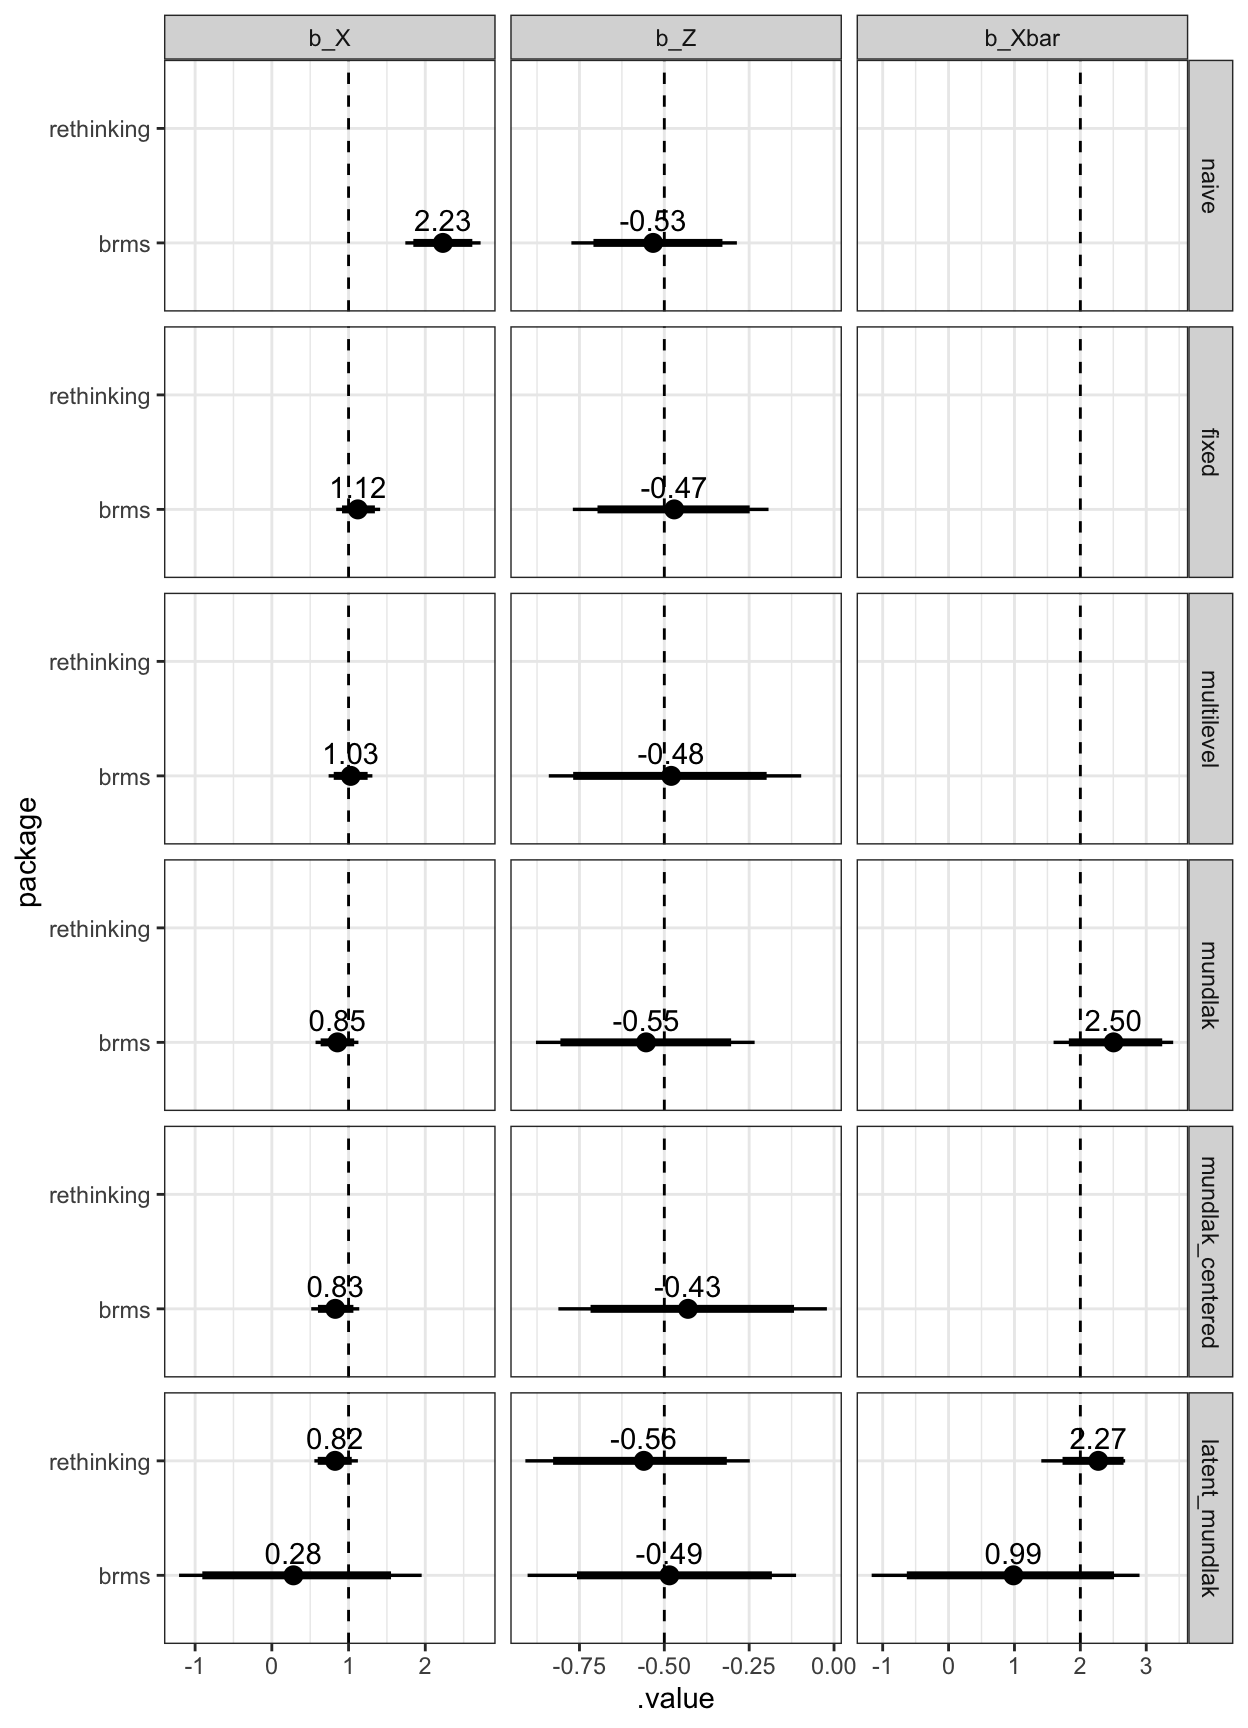 b_X b_Z b_Xbar
rethinking
2.23 -0.53
brms
naive
rethinking
1.12 -0.47
brms
fixed
rethinking
1.03 -0.48
brms
multilevel
package
rethinking
0.85 -0.55 2.50
brms
mundlak
rethinking
0.83 -0.43
brms
mundlak_centered
0.82 -0.56 2.27
rethinking
0.28 -0.49 0.99
brms
latent_mundlak
-1 0 1 2 -0.75 -0.50 -0.25 0.00 -1 0 1 2 3
.value